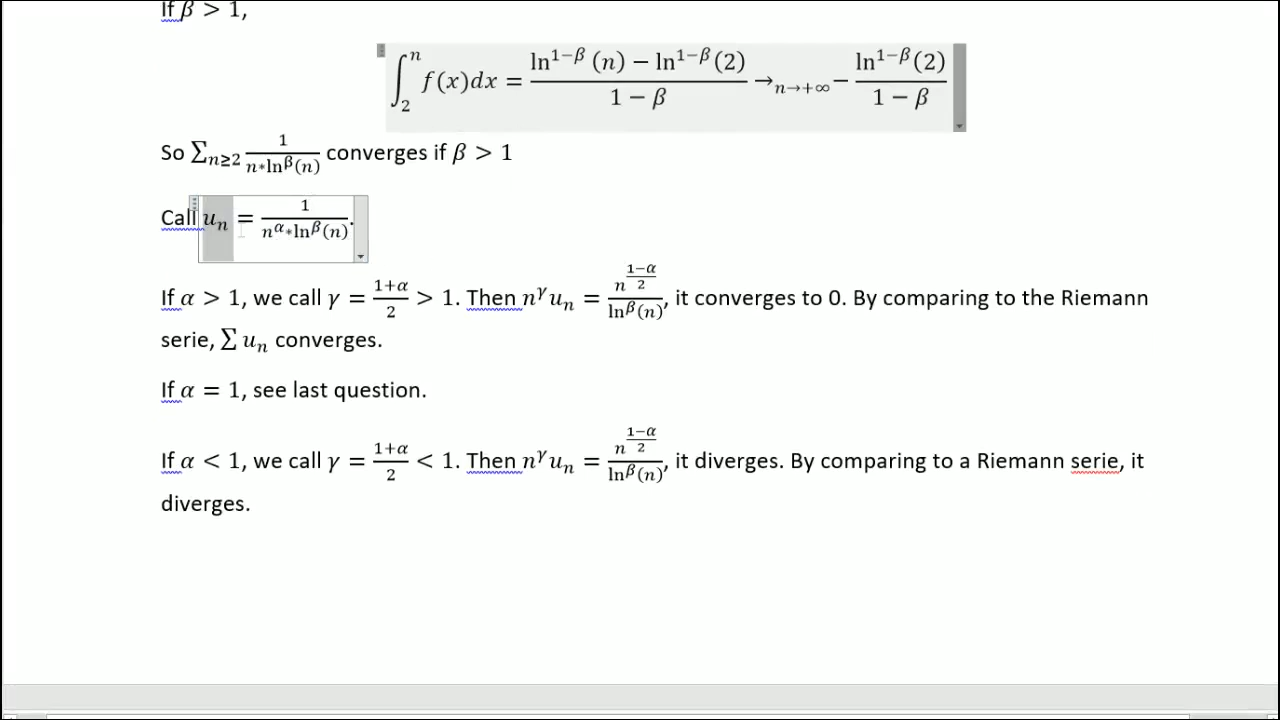 If β > 1,
∫₂ⁿ f(x)dx = (ln^{1−β}(n) − ln^{1−β}(2))/(1 − β) →_{n→+∞} − ln^{1−β}(2)/(1 − β)
So ∑_{n≥2} 1/(n*ln^β(n)) converges if β > 1
Call u_n = 1/(n^α*ln^β(n)).
If α > 1, we call γ = (1+α)/2 > 1. Then n^γ u_n = n^{(1−α)/2}/ln^β(n), it converges to 0. By comparing to the Riemann
serie, ∑ u_n converges.
If α = 1, see last question.
If α < 1, we call γ = (1+α)/2 < 1. Then n^γ u_n = n^{(1−α)/2}/ln^β(n), it diverges. By comparing to a Riemann serie, it
diverges.